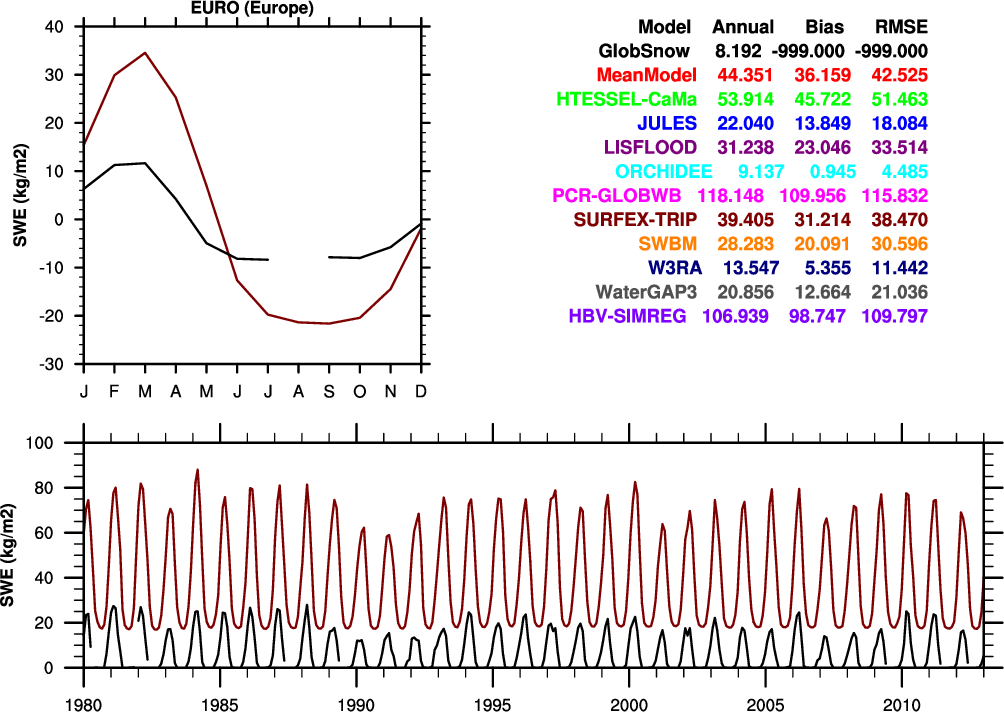 EURO (Europe)
40
30
20
10
0
-10
-20
-30
SWE (kg/m2)
J F M A M J J A S O N D
Model Annual Bias RMSE
GlobSnow 8.192 -999.000 -999.000
MeanModel 44.351 36.159 42.525
HTESSEL-CaMa 53.914 45.722 51.463
JULES 22.040 13.849 18.084
LISFLOOD 31.238 23.046 33.514
ORCHIDEE 9.137 0.945 4.485
PCR-GLOBWB 118.148 109.956 115.832
SURFEX-TRIP 39.405 31.214 38.470
SWBM 28.283 20.091 30.596
W3RA 13.547 5.355 11.442
WaterGAP3 20.856 12.664 21.036
HBV-SIMREG 106.939 98.747 109.797
100
80
60
40
20
0
SWE (kg/m2)
1980 1985 1990 1995 2000 2005 2010